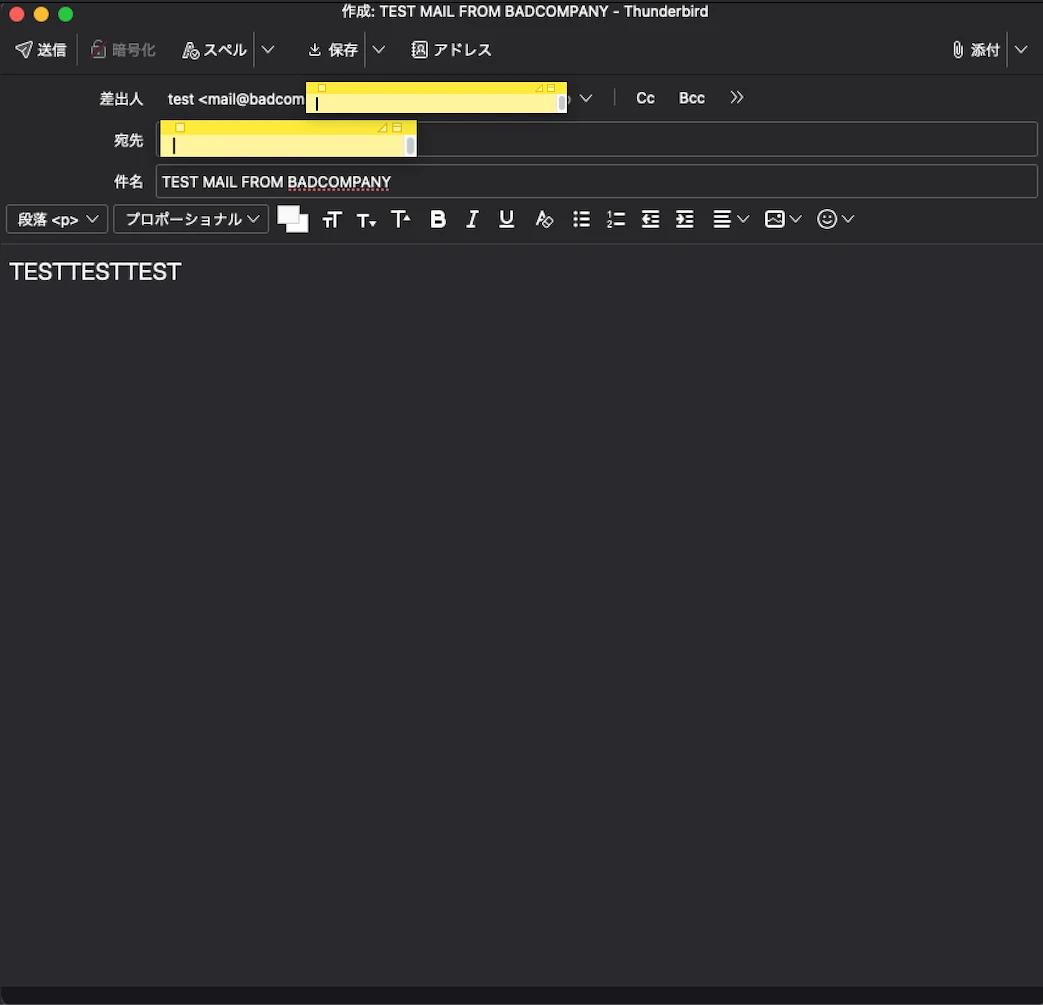 作成: TEST MAIL FROM BADCOMPANY - Thunderbird
送信 暗号化 スペル 保存 アドレス 添付
差出人 test <mail@badcom Cc Bcc
宛先
件名 TEST MAIL FROM BADCOMPANY
段落 <p> プロポーショナル
TESTTESTTEST